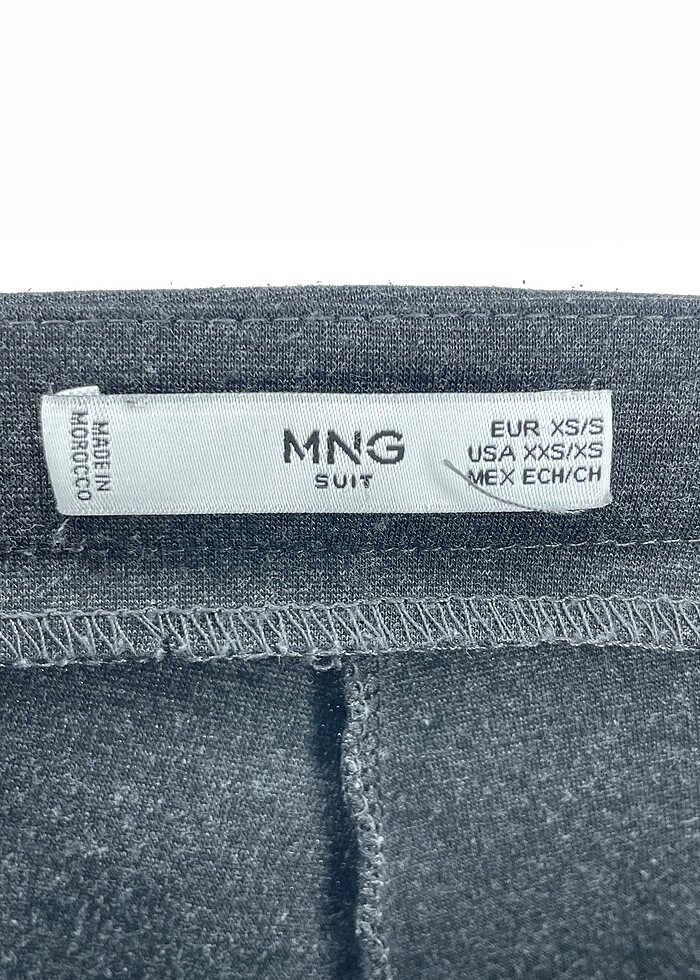 MADE IN
MOROCCO
MNG
SUIT
EUR XS/S
USA XXS/XS
MEX ECH/CH